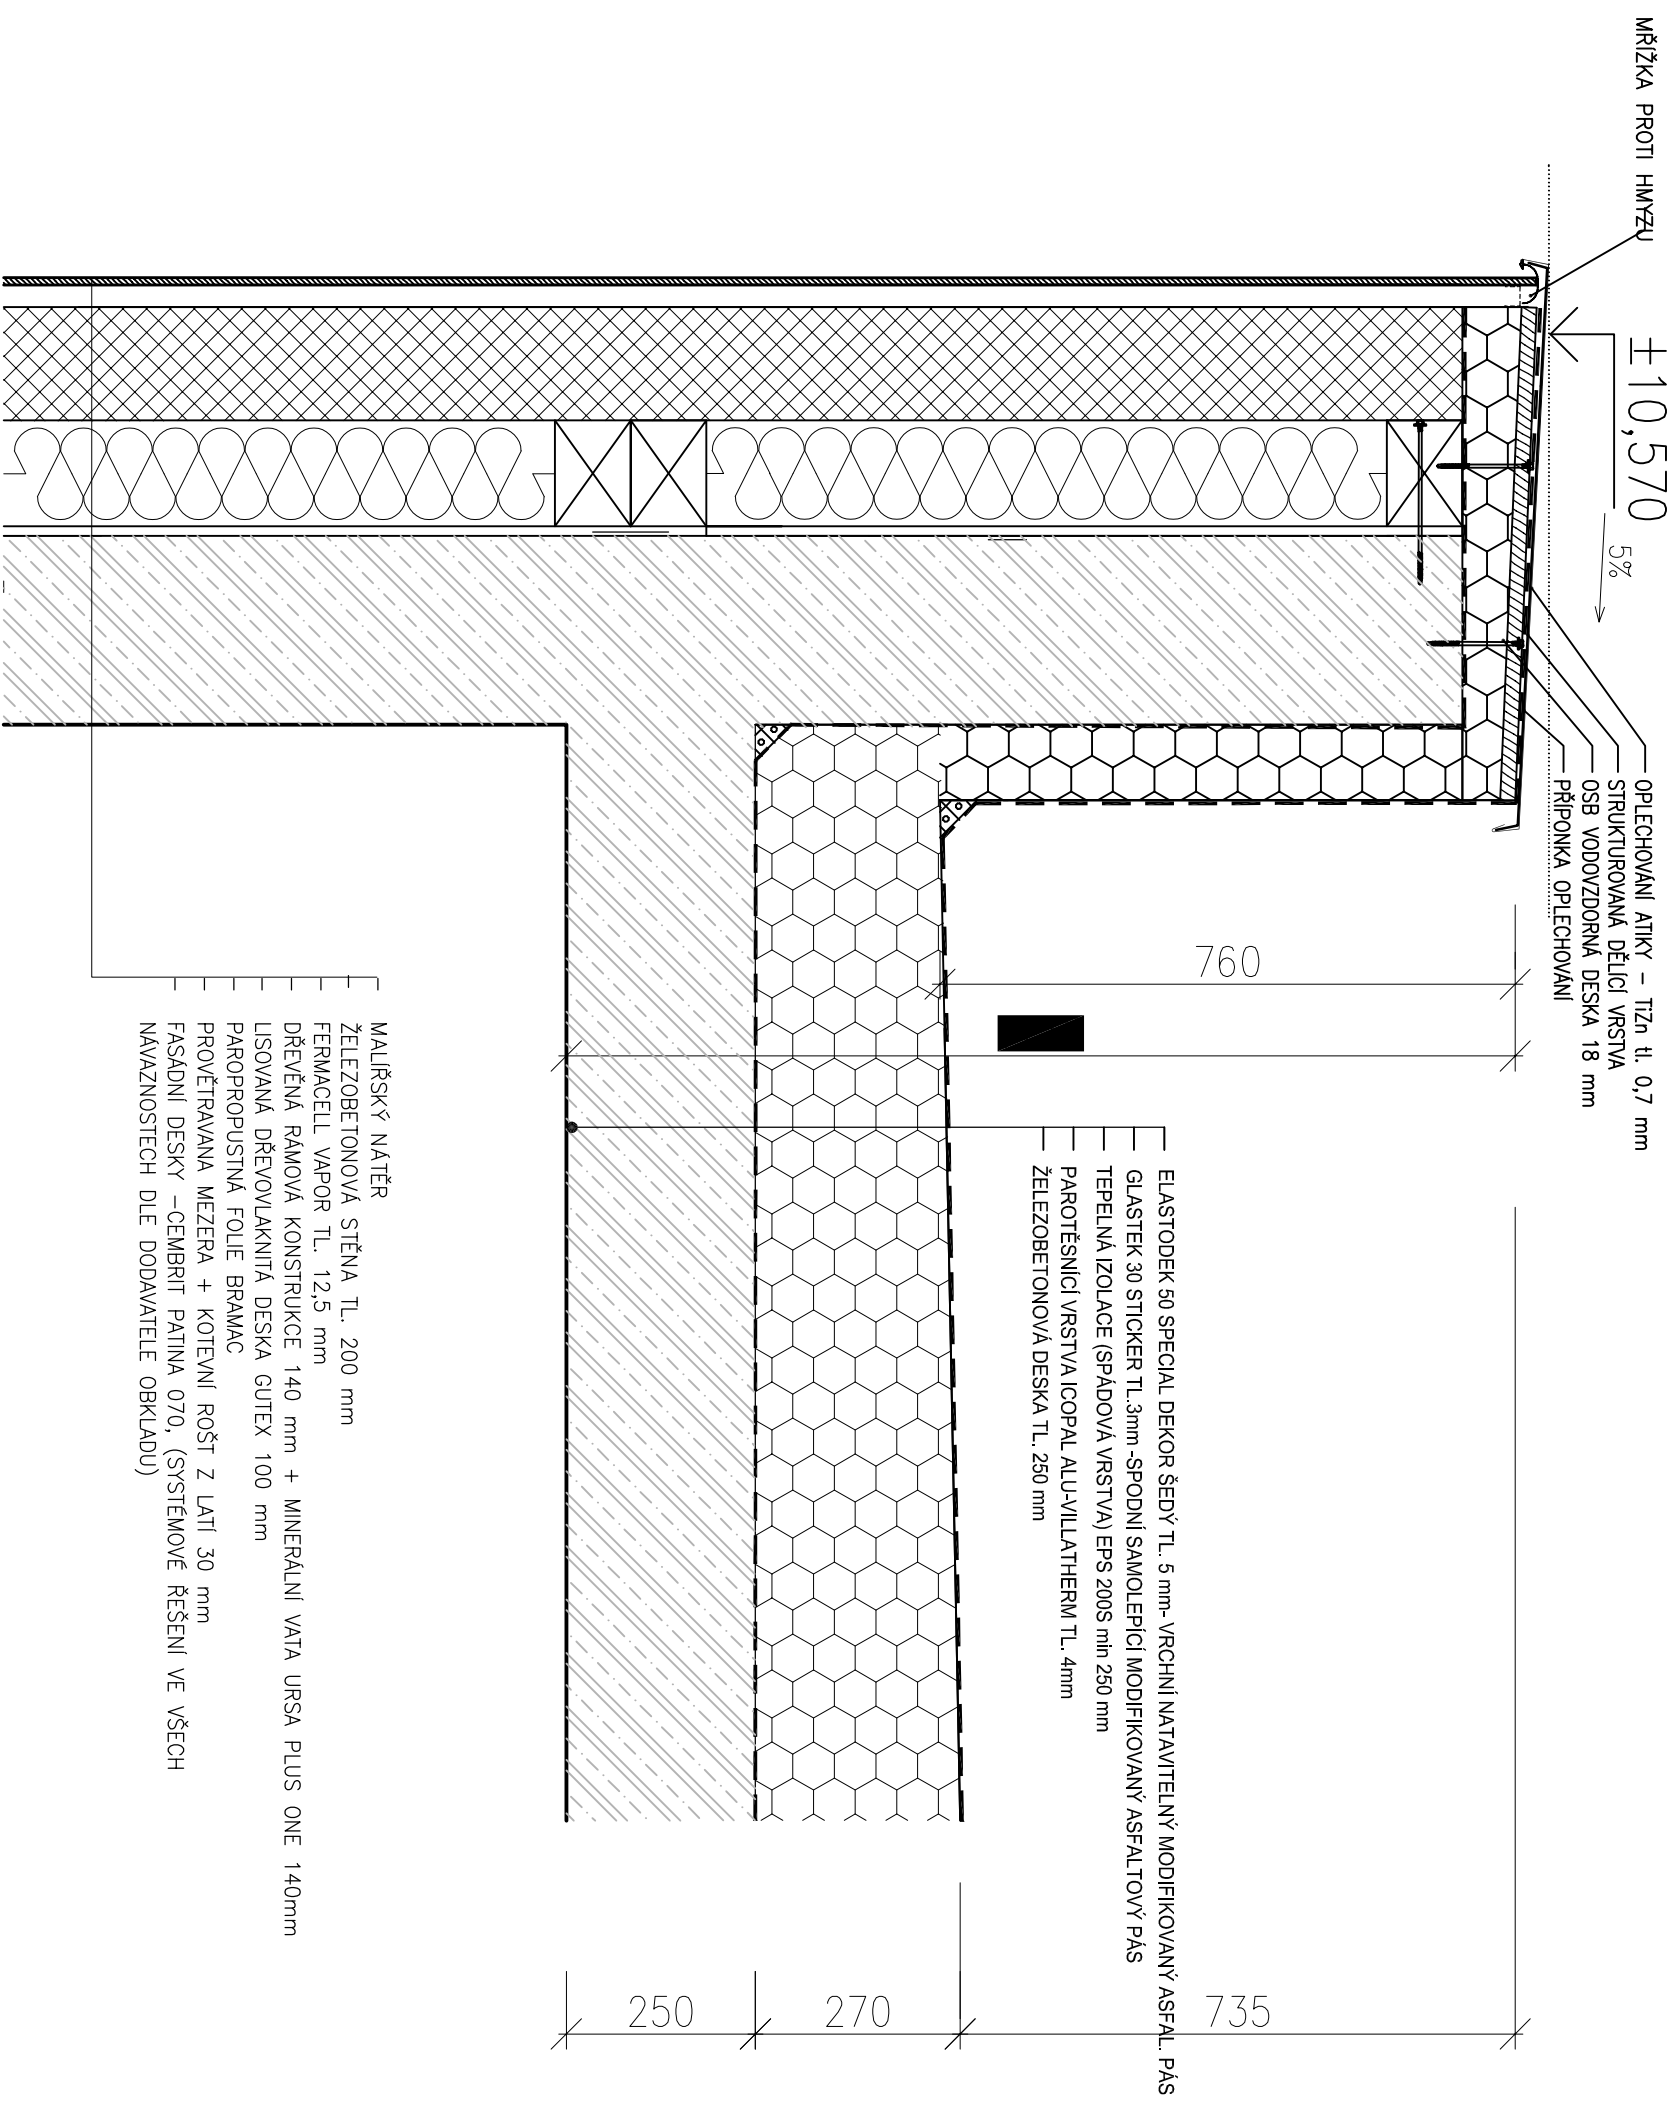 MŘÍŽKA PROTI HMYZU
±10,570
5%
OPLECHOVÁNÍ ATIKY - TiZn tl. 0,7 mm
STRUKTUROVANÁ DĚLÍCÍ VRSTVA
OSB VODOVZDORNÁ DESKA 18 mm
PŘÍPONKA OPLECHOVÁNÍ
760
ELASTODEK 50 SPECIAL DEKOR ŠEDÝ TL. 5 mm- VRCHNÍ NATAVITELNÝ MODIFIKOVANÝ ASFAL. PÁS
GLASTEK 30 STICKER TL.3mm -SPODNÍ SAMOLEPÍCÍ MODIFIKOVANÝ ASFALTOVÝ PÁS
TEPELNÁ IZOLACE (SPÁDOVÁ VRSTVA) EPS 200S min 250 mm
PAROTĚSNÍCÍ VRSTVA ICOPAL ALU-VILLATHERM TL. 4mm
ŽELEZOBETONOVÁ DESKA TL. 250 mm
735
270
250
MALÍŘSKÝ NÁTĚR
ŽELEZOBETONOVÁ STĚNA TL. 200 mm
FERMACELL VAPOR TL. 12,5 mm
DŘEVĚNÁ RÁMOVÁ KONSTRUKCE 140 mm + MINERÁLNÍ VATA URSA PLUS ONE 140mm
LISOVANÁ DŘEVOVLAKNITÁ DESKA GUTEX 100 mm
PAROPROPUSTNÁ FOLIE BRAMAC
PROVĚTRAVANA MEZERA + KOTEVNÍ ROŠT Z LATÍ 30 mm
FASÁDNÍ DESKY -CEMBRIT PATINA 070, (SYSTÉMOVÉ ŘEŠENÍ VE VŠECH
NÁVAZNOSTECH DLE DODAVATELE OBKLADU)